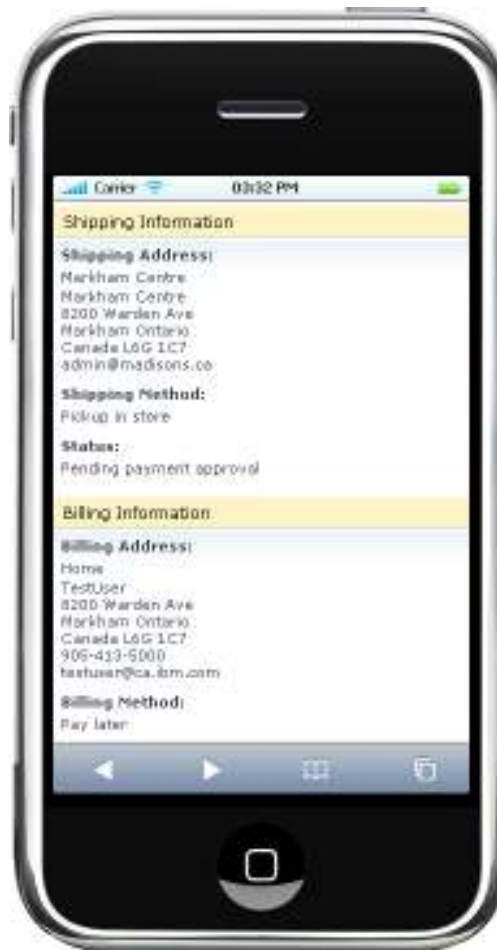 Carrier 03:32 PM
Shipping Information
Shipping Address:
Markham Centre
Markham Centre
8200 Warden Ave
Markham Ontario
Canada L6G 1C7
admin@madisons.ca
Shipping Method:
Pickup in store
Status:
Pending payment approval
Billing Information
Billing Address:
Home
TestUser
8200 Warden Ave
Markham Ontario
Canada L6G 1C7
905-413-5000
testuser@ca.ibm.com
Billing Method:
Pay later